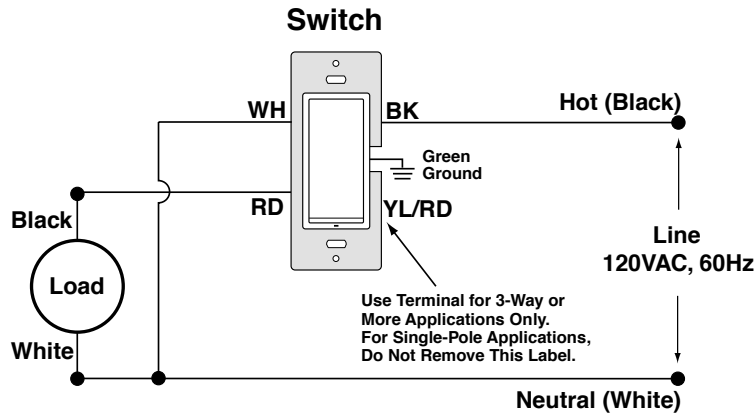 Switch
WH
BK
Hot (Black)
Green
Ground
RD
YL/RD
Black
Load
White
Line
120VAC, 60Hz
Use Terminal for 3-Way or
More Applications Only.
For Single-Pole Applications,
Do Not Remove This Label.
Neutral (White)